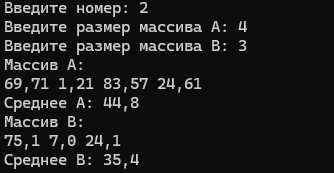 Введите номер: 2
Введите размер массива A: 4
Введите размер массива B: 3
Массив A:
69,71 1,21 83,57 24,61
Среднее A: 44,8
Массив B:
75,1 7,0 24,1
Среднее B: 35,4